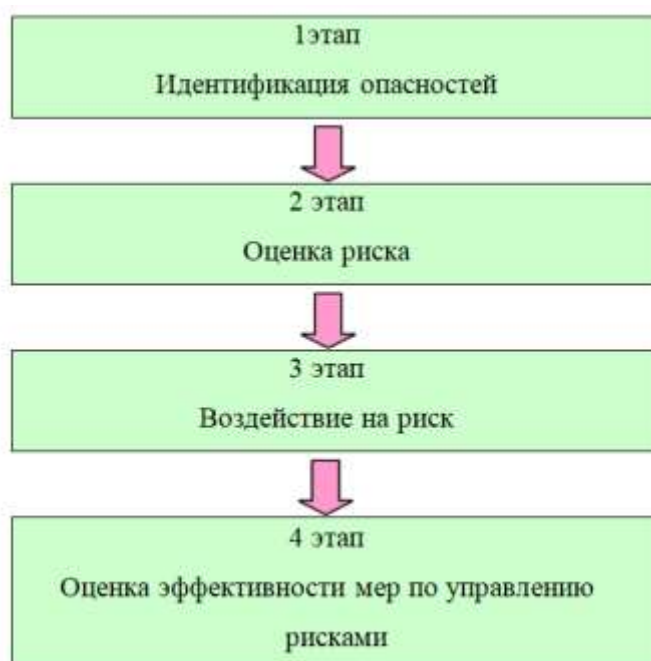 1этап
Идентификация опасностей
2 этап
Оценка риска
3 этап
Воздействие на риск
4 этап
Оценка эффективности мер по управлению
рисками